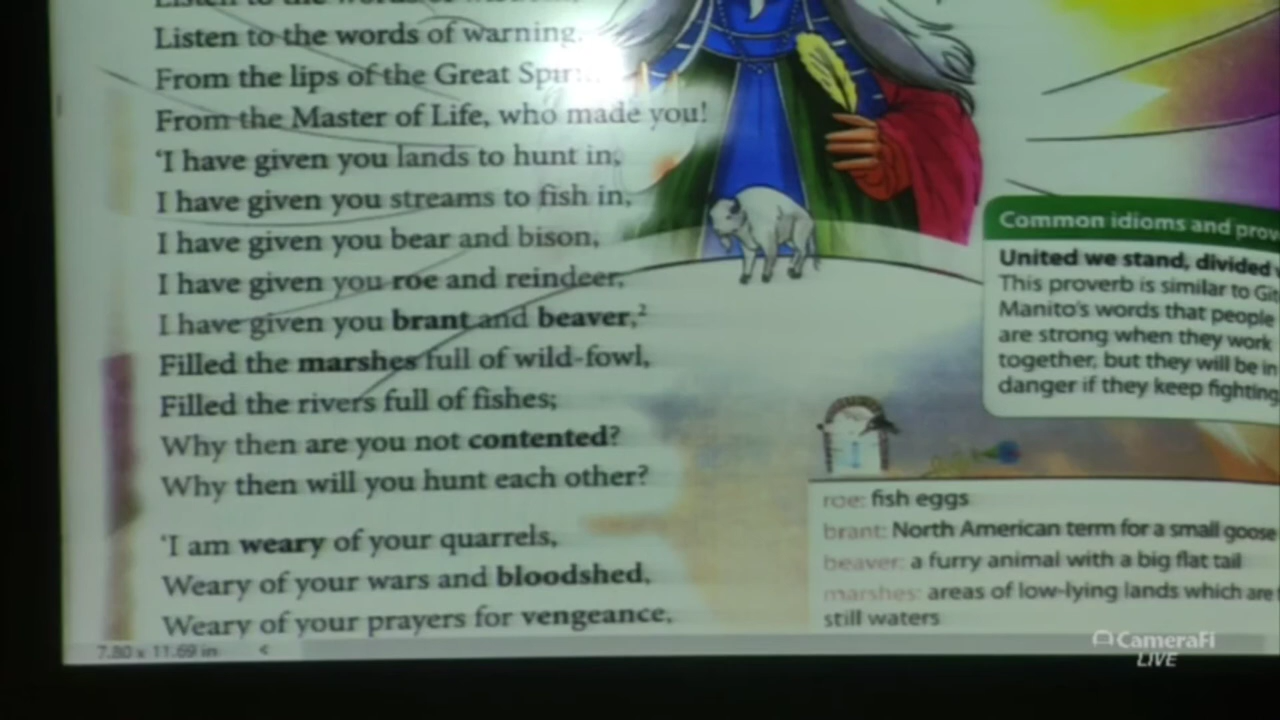 Listen to the words of warning,
From the lips of the Great
From the Master of Life, who made you!
‘I have given you lands to hunt in,
I have given you streams to fish in,
I have given you bear and bison,
I have given you roe and reindeer,
I have given you brant and beaver,²
Filled the marshes full of wild-fowl,
Filled the rivers full of fishes;
Why then are you not contented?
Why then will you hunt each other?
‘I am weary of your quarrels,
Weary of your wars and bloodshed,
Weary of your prayers for vengeance,
Common idioms and
United we stand, divided
This proverb is similar to
Manito's words that people
are strong when they work
together, but they will be in
danger if they keep fighting
roe: fish eggs
brant: North American term for a small goose
beaver: a furry animal with a big flat tail
marshes: areas of low-lying lands which are
still waters
7.80 x 11.69 in <
CameraFi
LIVE